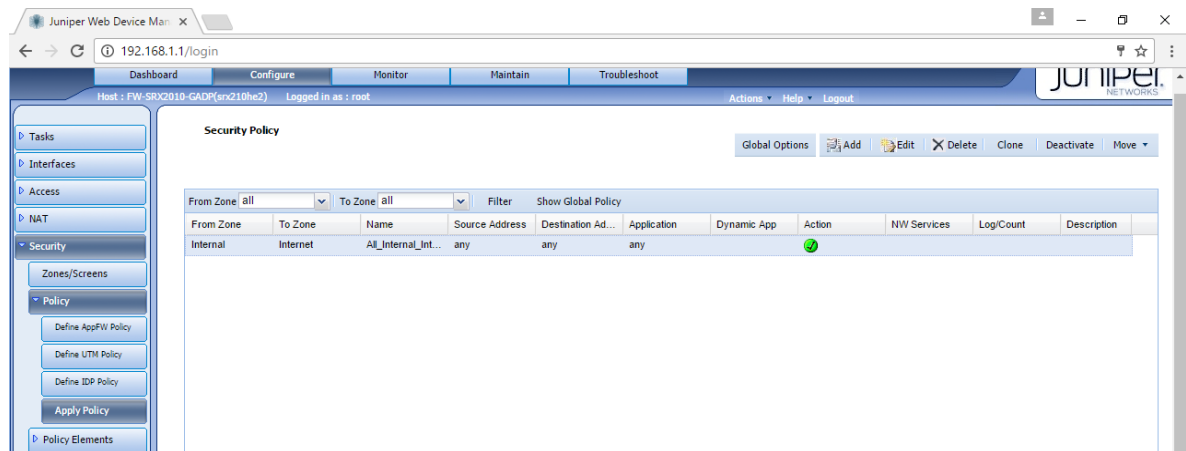 Juniper Web Device Man
192.168.1.1/login
Dashboard Configure Monitor Maintain Troubleshoot
JUNIPEr
NETWORKS
Host : FW-SRX2010-GADP(srx210he2) Logged in as : root Actions Help Logout
Tasks
Interfaces
Access
NAT
Security
Zones/Screens
Policy
Define AppFW Policy
Define UTM Policy
Define IDP Policy
Apply Policy
Policy Elements
Security Policy
Global Options Add Edit Delete Clone Deactivate Move
From Zone all To Zone all Filter Show Global Policy
From Zone To Zone Name Source Address Destination Ad... Application Dynamic App Action NW Services Log/Count Description
Internal Internet All_Internal_Int... any any any